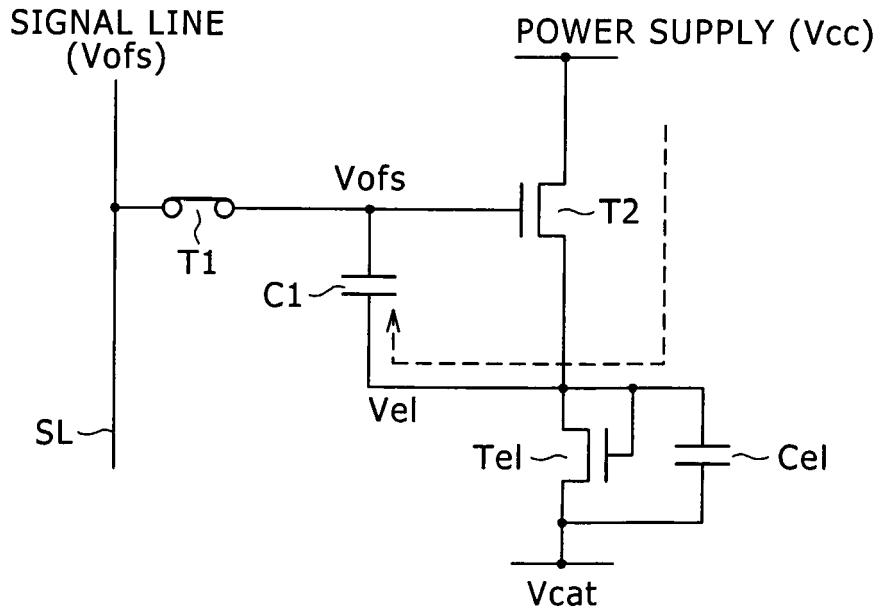 SIGNAL LINE
(Vofs)
POWER SUPPLY (Vcc)
Vofs
T2
T1
C1
Vel
SL
Tel
Cel
Vcat